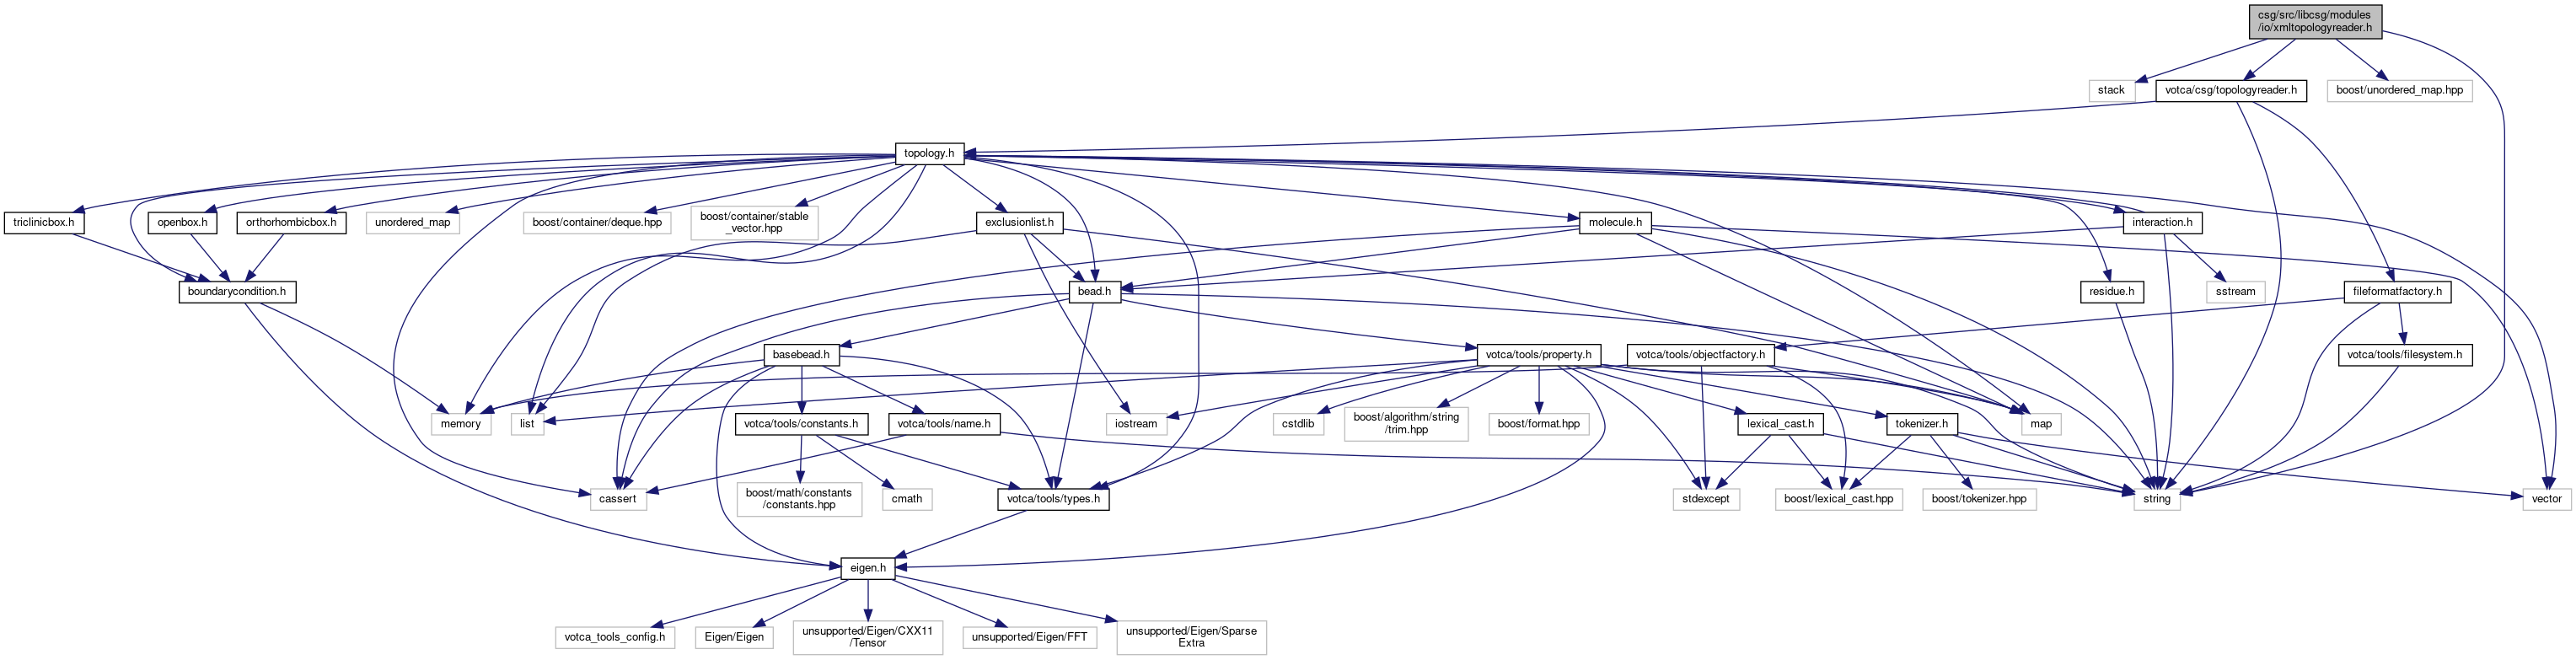 csg/src/libcsg/modules
/io/xmltopologyreader.h
stack
votca/csg/topologyreader.h
boost/unordered_map.hpp
topology.h
triclinicbox.h
openbox.h
orthorhombicbox.h
unordered_map
boost/container/deque.hpp
boost/container/stable
_vector.hpp
exclusionlist.h
molecule.h
interaction.h
boundarycondition.h
bead.h
residue.h
sstream
fileformatfactory.h
basebead.h
votca/tools/property.h
votca/tools/objectfactory.h
votca/tools/filesystem.h
memory
list
votca/tools/constants.h
votca/tools/name.h
iostream
cstdlib
boost/algorithm/string
/trim.hpp
boost/format.hpp
lexical_cast.h
tokenizer.h
map
cassert
boost/math/constants
/constants.hpp
cmath
votca/tools/types.h
stdexcept
boost/lexical_cast.hpp
boost/tokenizer.hpp
string
vector
eigen.h
votca_tools_config.h
Eigen/Eigen
unsupported/Eigen/CXX11
/Tensor
unsupported/Eigen/FFT
unsupported/Eigen/Sparse
Extra